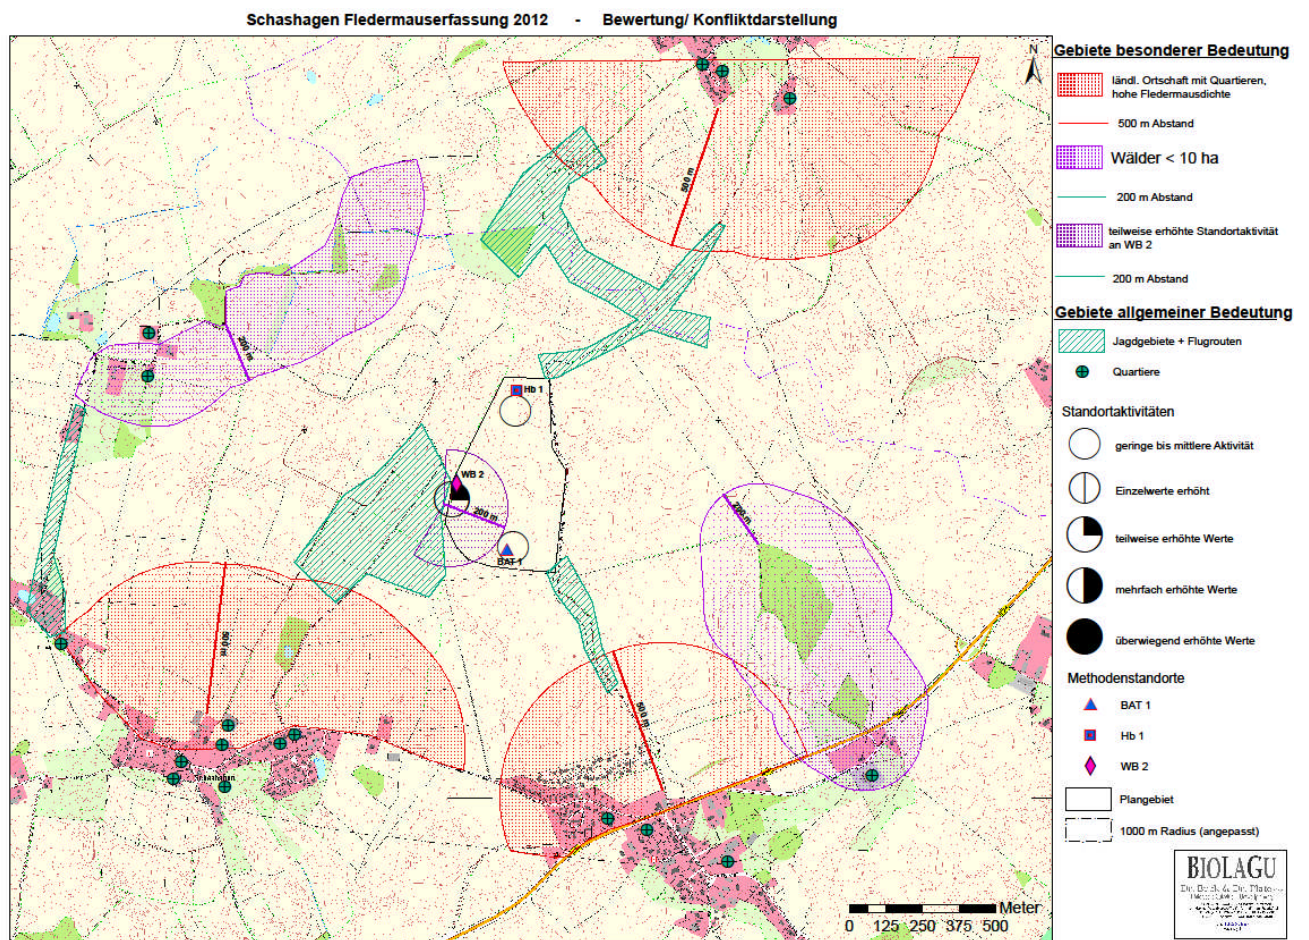 Schashagen Fledermauserfassung 2012 - Bewertung/ Konfliktdarstellung
N
500 m
200 m
Hb 1
WB 2
200 m
BAT 1
200 m
500 m
500 m
Meter
0 125 250 375 500
Gebiete besonderer Bedeutung
ländl. Ortschaft mit Quartieren,
hohe Fledermausdichte
500 m Abstand
Wälder < 10 ha
200 m Abstand
teilweise erhöhte Standortaktivität
an WB 2
200 m Abstand
Gebiete allgemeiner Bedeutung
Jagdgebiete + Flugrouten
Quartiere
Standortaktivitäten
geringe bis mittlere Aktivität
Einzelwerte erhöht
teilweise erhöhte Werte
mehrfach erhöhte Werte
überwiegend erhöhte Werte
Methodenstandorte
BAT 1
Hb 1
WB 2
Plangebiet
1000 m Radius (angepasst)
BIOLAGU